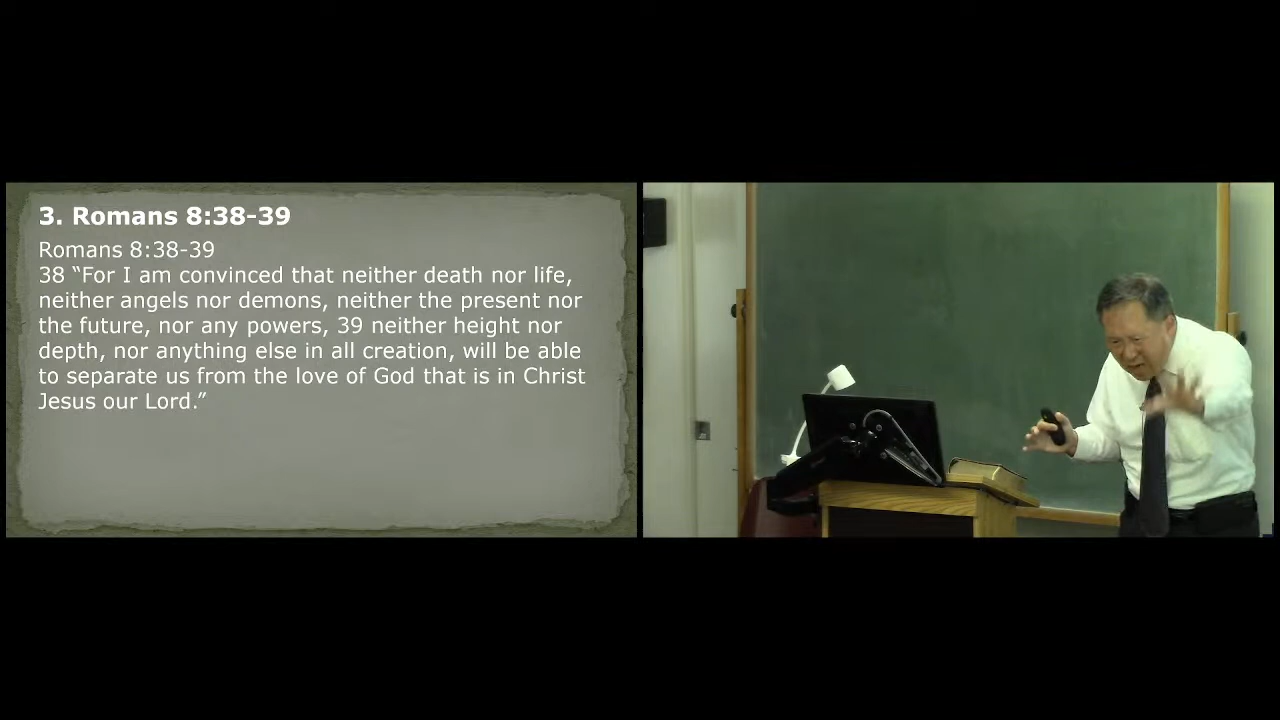 3. Romans 8:38-39
Romans 8:38-39
38 “For I am convinced that neither death nor life,
neither angels nor demons, neither the present nor
the future, nor any powers, 39 neither height nor
depth, nor anything else in all creation, will be able
to separate us from the love of God that is in Christ
Jesus our Lord.”